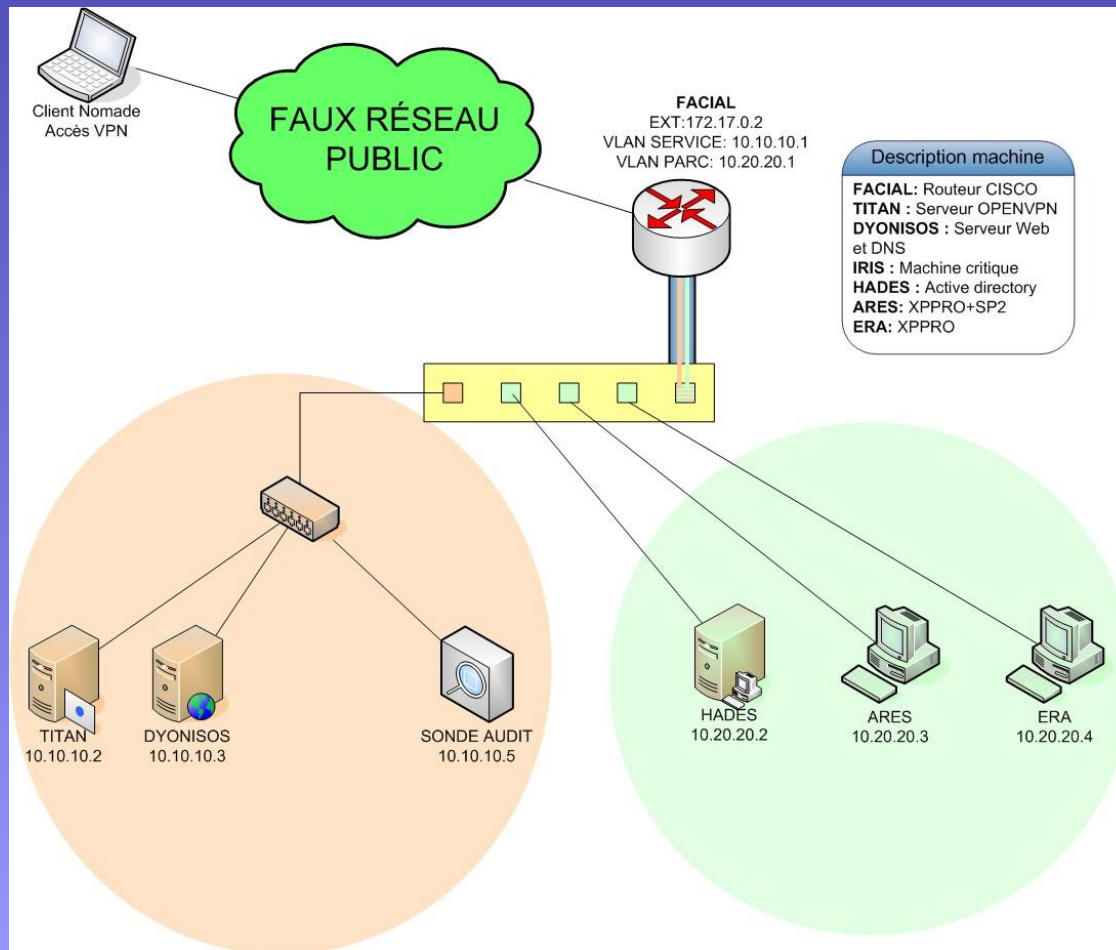 Client Nomade
Accès VPN
FAUX RÉSEAU
PUBLIC
FACIAL
EXT:172.17.0.2
VLAN SERVICE: 10.10.10.1
VLAN PARC: 10.20.20.1
Description machine
FACIAL: Routeur CISCO
TITAN : Serveur OPENVPN
DYONISOS : Serveur Web
et DNS
IRIS : Machine critique
HADES : Active directory
ARES: XPPRO+SP2
ERA: XPPRO
TITAN
10.10.10.2
DYONISOS
10.10.10.3
SONDE AUDIT
10.10.10.5
HADES
10.20.20.2
ARES
10.20.20.3
ERA
10.20.20.4